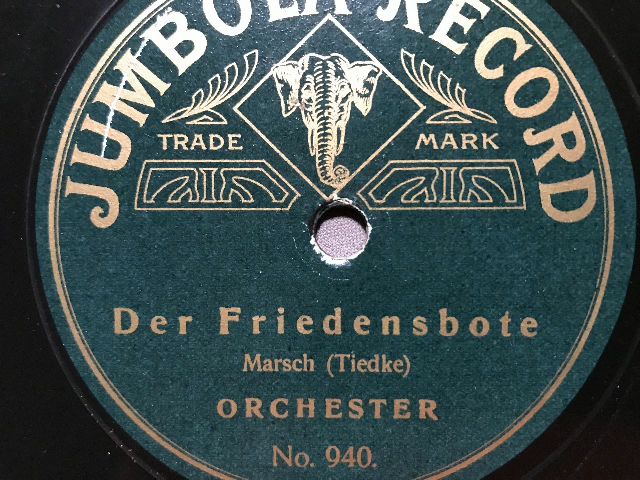 JUMBOLA RECORD
TRADE MARK
Der Friedensbote
Marsch (Tiedke)
ORCHESTER
No. 940.